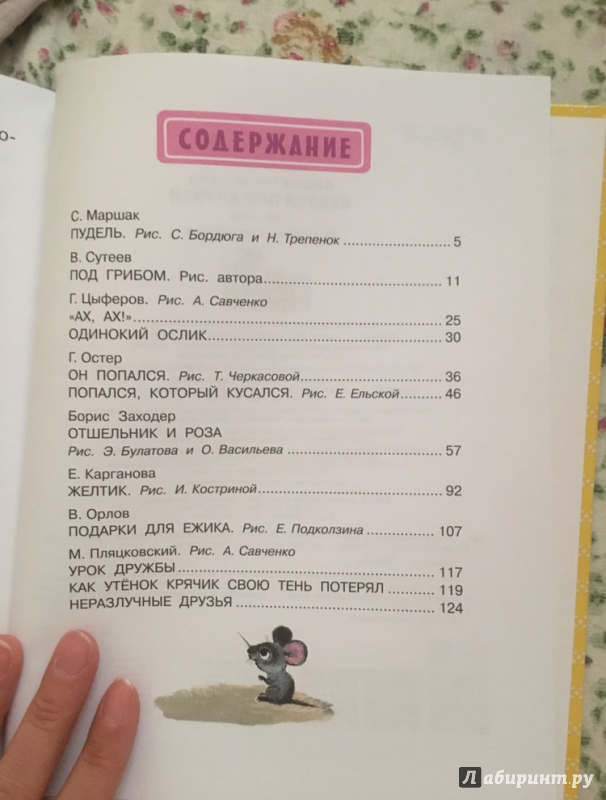 о-
СОДЕРЖАНИЕ
С. Маршак
ПУДЕЛЬ. Рис. С. Бордюга и Н. Трепенок 5
В. Сутеев
ПОД ГРИБОМ. Рис. автора 11
Г. Цыферов. Рис. А. Савченко
«АХ, АХ!» 25
ОДИНОКИЙ ОСЛИК 30
Г. Остер
ОН ПОПАЛСЯ. Рис. Т. Черкасовой 36
ПОПАЛСЯ, КОТОРЫЙ КУСАЛСЯ. Рис. Е. Ельской 46
Борис Заходер
ОТШЕЛЬНИК И РОЗА
Рис. Э. Булатова и О. Васильева 57
Е. Карганова
ЖЕЛТИК. Рис. И. Костриной 92
В. Орлов
ПОДАРКИ ДЛЯ ЕЖИКА. Рис. Е. Подколзина 107
М. Пляцковский. Рис. А. Савченко
УРОК ДРУЖБЫ 117
КАК УТЁНОК КРЯЧИК СВОЮ ТЕНЬ ПОТЕРЯЛ 119
НЕРАЗЛУЧНЫЕ ДРУЗЬЯ 124
Л Лабиринт.ру